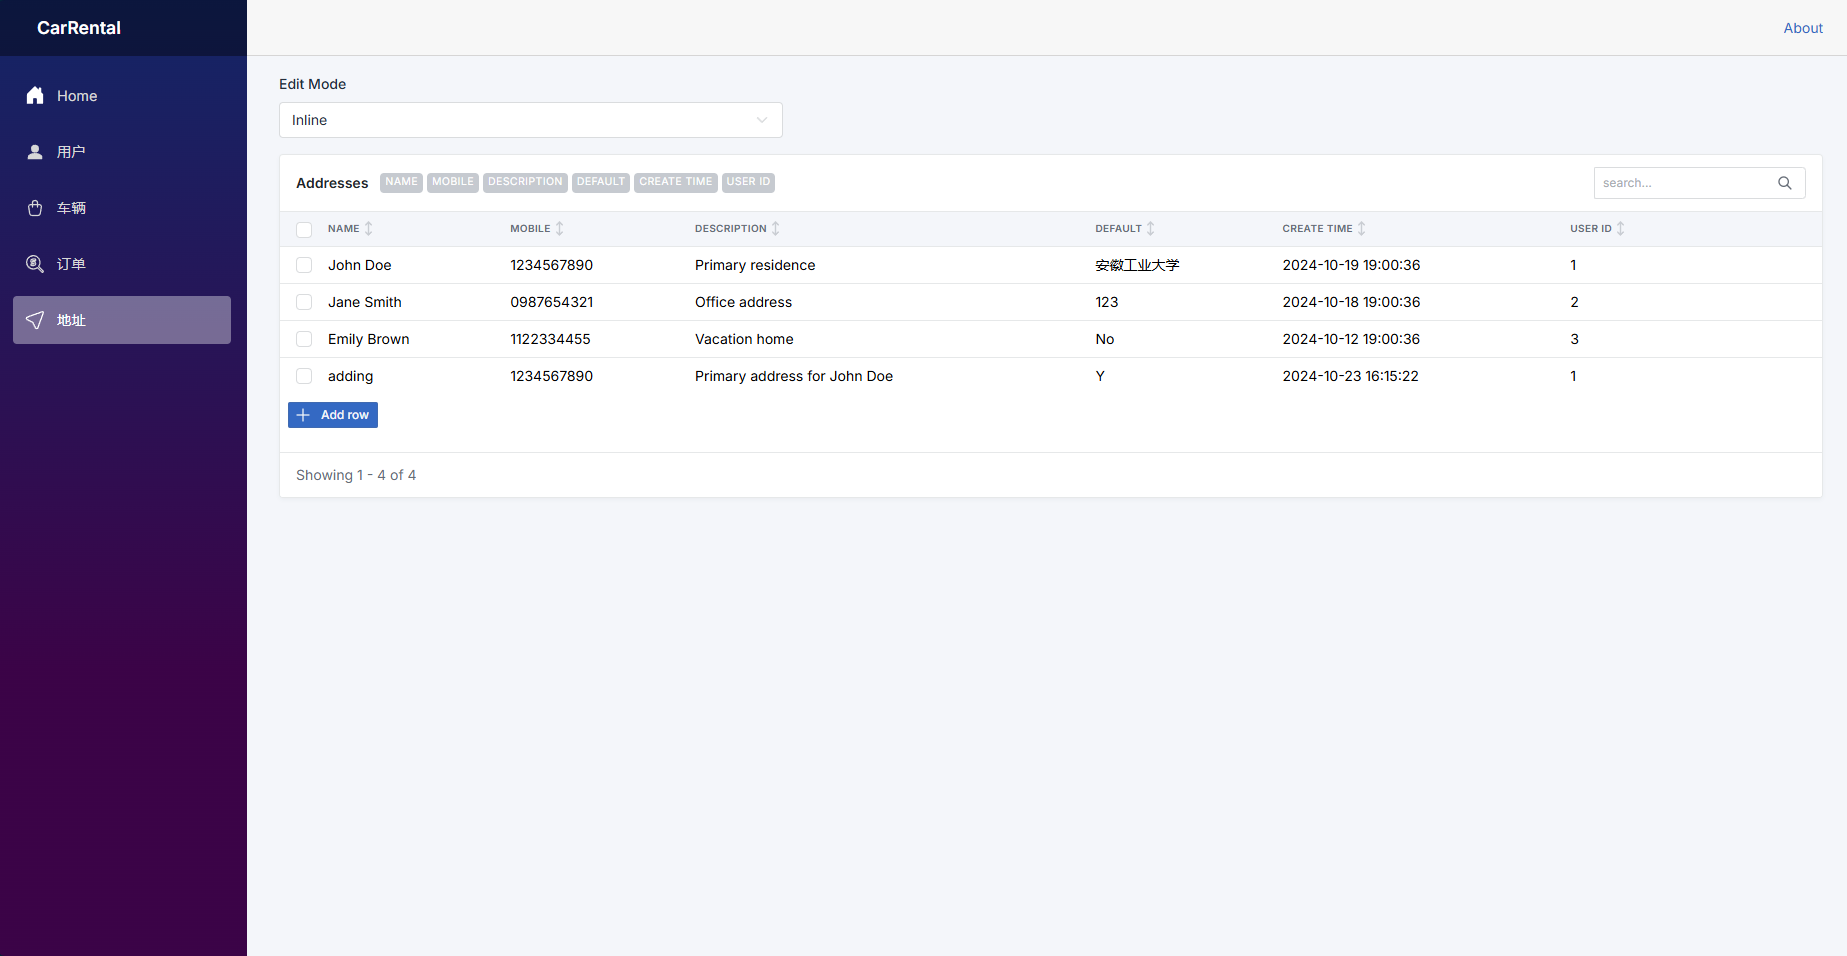 CarRental
About
Home
用户
车辆
订单
地址
Edit Mode
Inline
Addresses NAME MOBILE DESCRIPTION DEFAULT CREATE TIME USER ID search...
NAME MOBILE DESCRIPTION DEFAULT CREATE TIME USER ID
John Doe 1234567890 Primary residence 安徽工业大学 2024-10-19 19:00:36 1
Jane Smith 0987654321 Office address 123 2024-10-18 19:00:36 2
Emily Brown 1122334455 Vacation home No 2024-10-12 19:00:36 3
adding 1234567890 Primary address for John Doe Y 2024-10-23 16:15:22 1
Add row
Showing 1 - 4 of 4